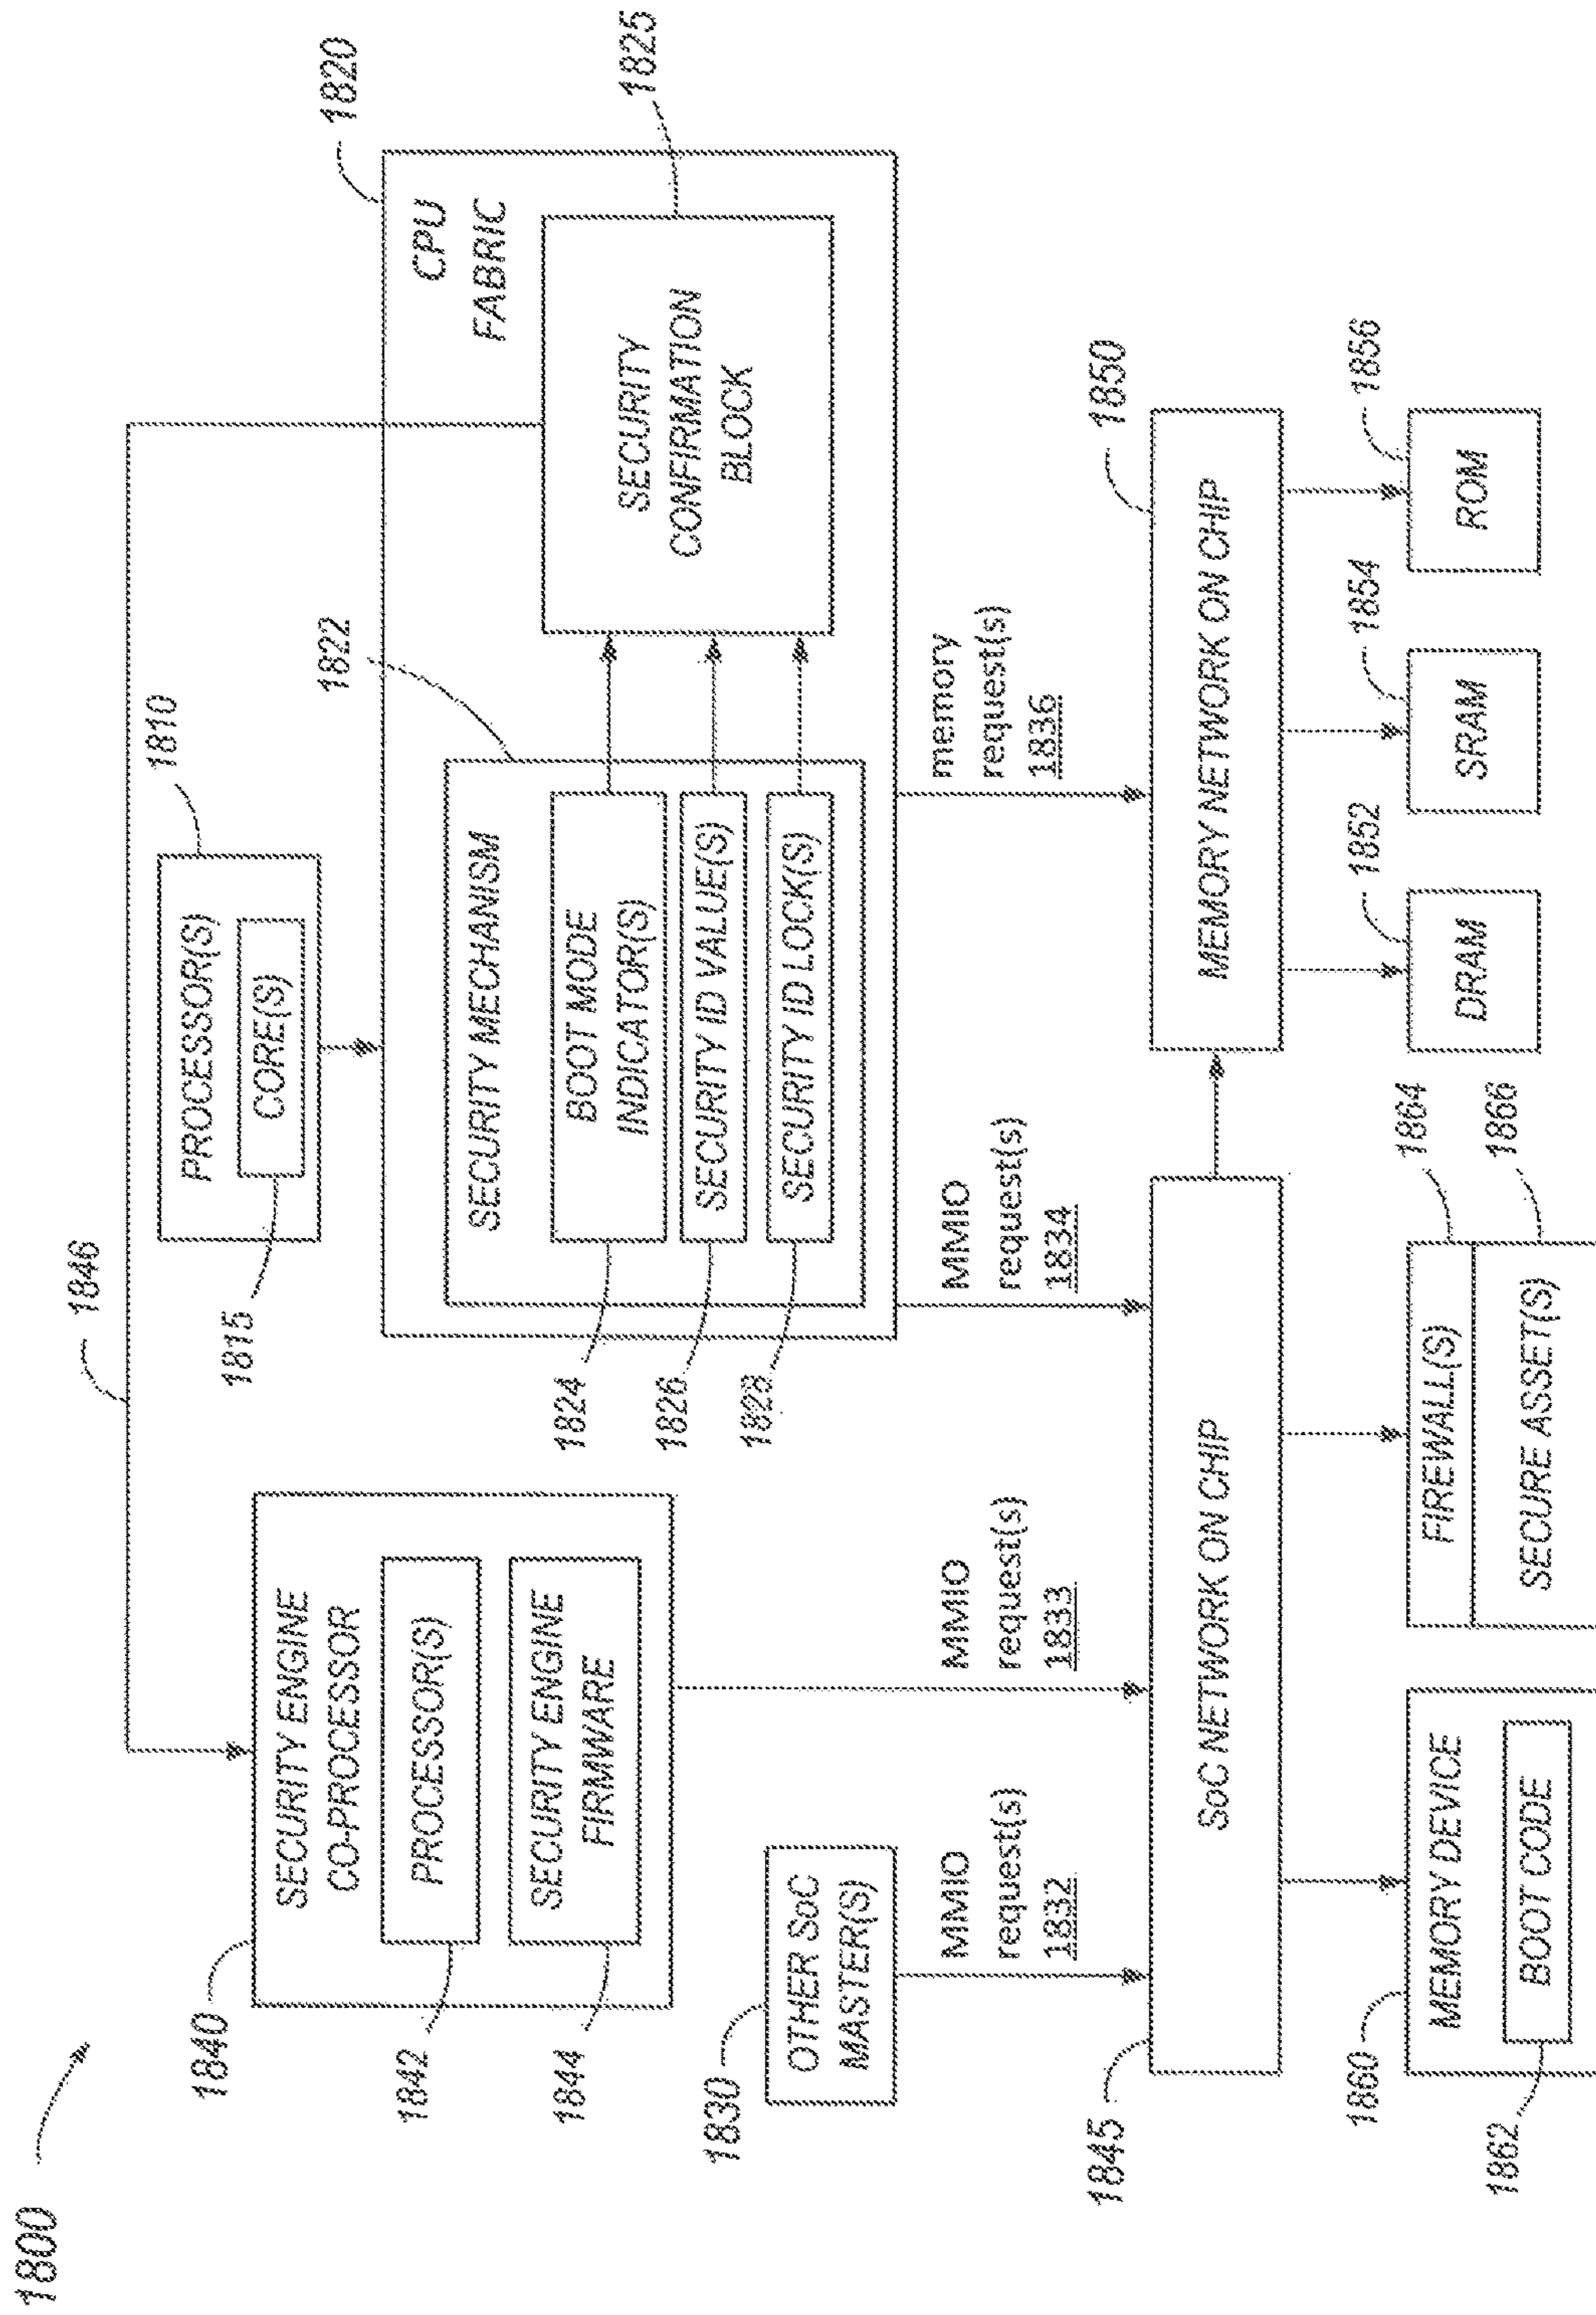 1800
1846
1810
PROCESSOR(S)
CORE(S)
1815
1820
CPU
FABRIC
1822
SECURITY MECHANISM
BOOT MODE
INDICATOR(S)
SECURITY ID VALUE(S)
SECURITY ID LOCK(S)
1824
1826
1828
SECURITY
CONFIRMATION
BLOCK
1825
1840
SECURITY ENGINE
CO-PROCESSOR
PROCESSOR(S)
SECURITY ENGINE
FIRMWARE
1842
1844
1830
OTHER SoC
MASTER(S)
MMIO
request(s)
1832
MMIO
request(s)
1833
MMIO
request(s)
1834
memory
request(s)
1836
1845
SoC NETWORK ON CHIP
1850
MEMORY NETWORK ON CHIP
1860
MEMORY DEVICE
BOOT CODE
1862
FIREWALL(S)
1864
SECURE ASSET(S)
1866
1852
DRAM
1854
SRAM
1856
ROM